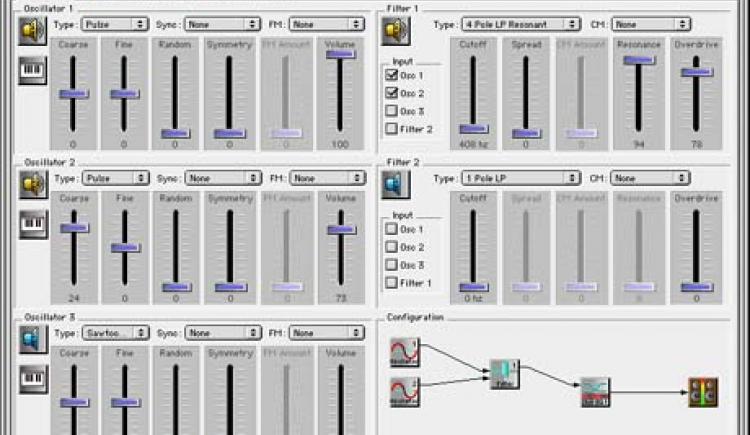 Oscillator 1
Type: Pulse Sync: None FM: None
Coarse Fine Random Symmetry FM Amount Volume
0 0 0 0 0 100
Filter 1
Type: 4 Pole LP Resonant CM: None
Input
Osc 1
Osc 2
Osc 3
Filter 2
Cutoff Spread CM Amount Resonance Overdrive
408 hz 0 0 94 78
Oscillator 2
Type: Pulse Sync: None FM: None
Coarse Fine Random Symmetry FM Amount Volume
24 0 0 0 0 73
Filter 2
Type: 1 Pole LP CM: None
Input
Osc 1
Osc 2
Osc 3
Filter 1
Cutoff Spread CM Amount Resonance Overdrive
0 hz 0 0 0 0
Oscillator 3
Type: Sawtoo... Sync: None FM: None
Coarse Fine Random Symmetry FM Amount Volume
Configuration
1
2
1
Filter